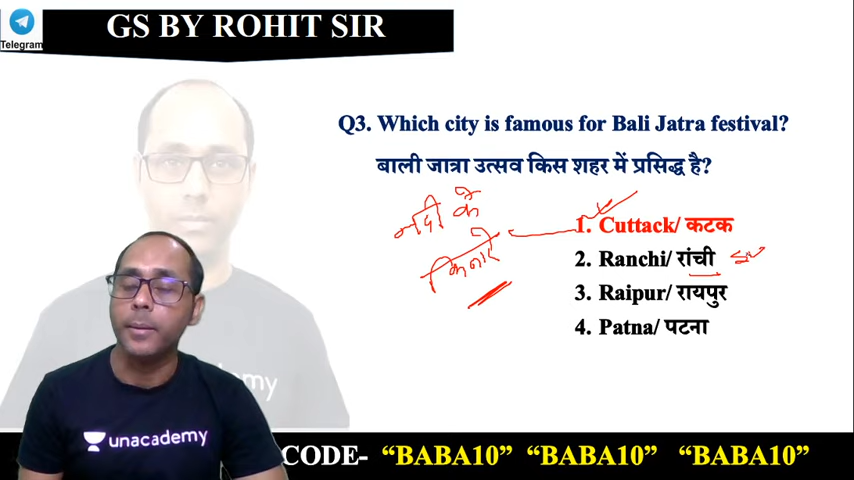 Telegram
GS BY ROHIT SIR
Q3. Which city is famous for Bali Jatra festival?
बाली जात्रा उत्सव किस शहर में प्रसिद्ध है?
नदी के
किनारे
1. Cuttack/ कटक
2. Ranchi/ रांची
3. Raipur/ रायपुर
4. Patna/ पटना
unacademy
emy
CODE- “BABA10” “BABA10” “BABA10”